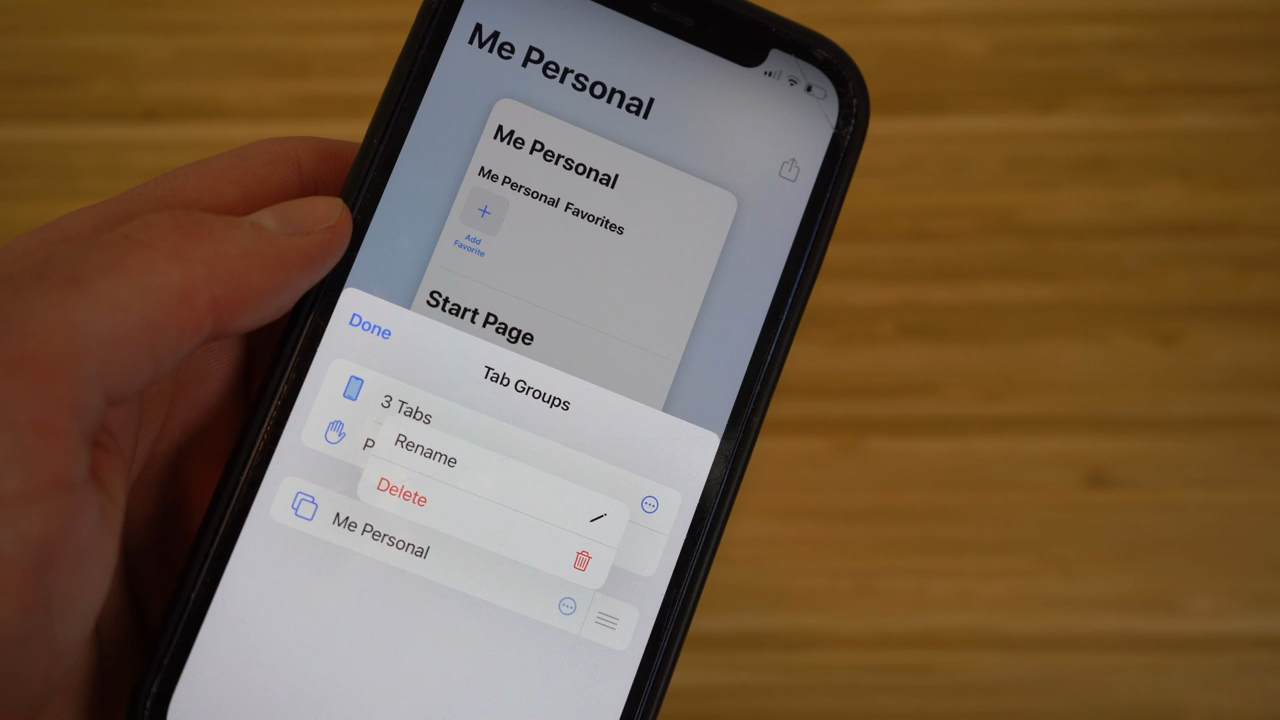 Me Personal
Me Personal
Me Personal Favorites
Add
Favorite
Start Page
Done
Tab Groups
3 Tabs
P
Rename
Delete
Me Personal